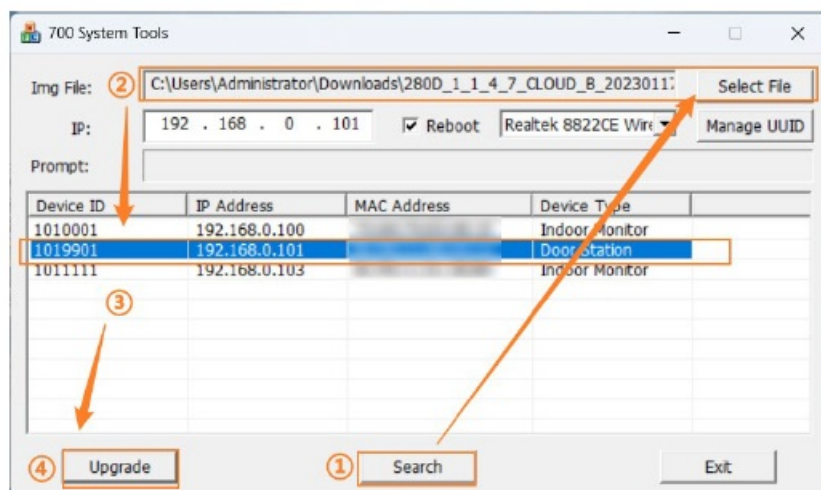 700 System Tools
Img File: ② C:\Users\Administrator\Downloads\280D_1_1_4_7_CLOUD_B_20230117 Select File
IP: 192 . 168 . 0 . 101 Reboot Realtek 8822CE Wire Manage UUID
Prompt:
Device ID IP Address MAC Address Device Type
1010001 192.168.0.100 Indoor Monitor
1019901 192.168.0.101 Door Station
1011111 192.168.0.103 Indoor Monitor
③
④ Upgrade ① Search Exit